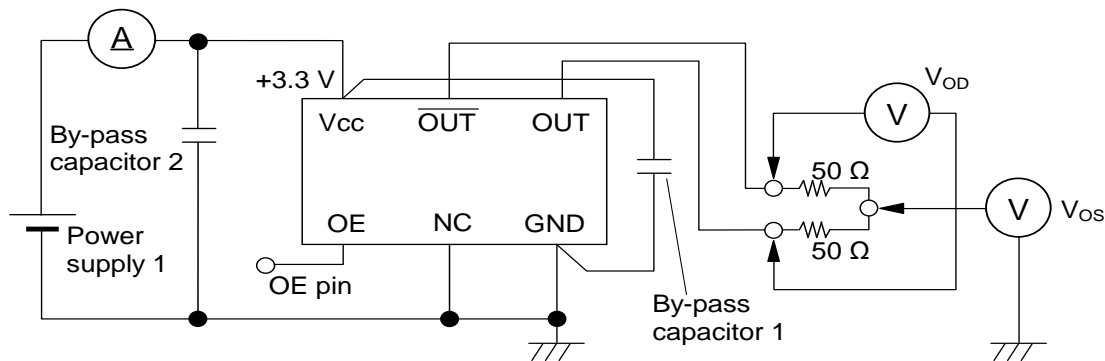 A
+3.3 V
By-pass
capacitor 2
Vcc
OUT
OUT
V
VOD
50 Ω
50 Ω
V
VOS
Power
supply 1
OE
NC
GND
OE pin
By-pass
capacitor 1